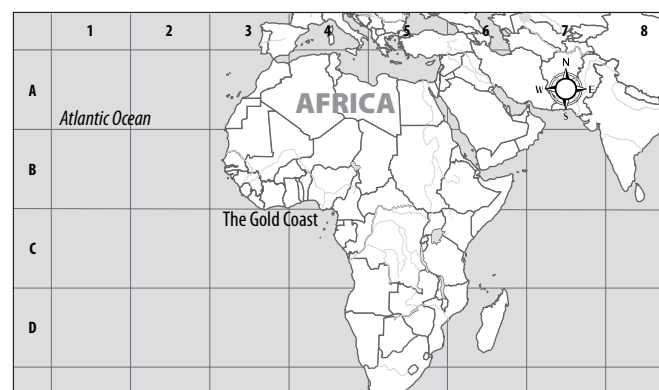 1 2 3 4 5 6 7 8
N
A
AFRICA
W E
Atlantic Ocean
S
B
The Gold Coast
C
D